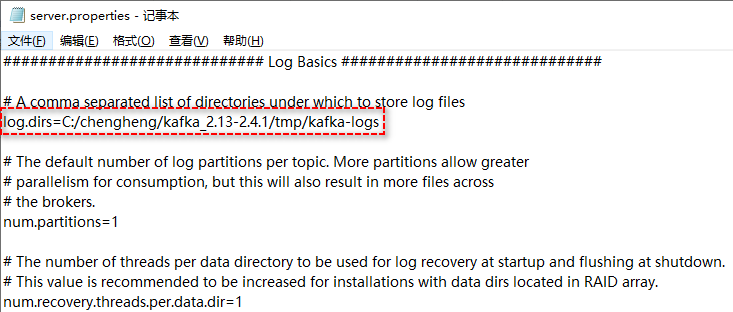 server.properties - 记事本
文件(F) 编辑(E) 格式(O) 查看(V) 帮助(H)
############################# Log Basics #############################
# A comma separated list of directories under which to store log files
log.dirs=C:/chengheng/kafka_2.13-2.4.1/tmp/kafka-logs
# The default number of log partitions per topic. More partitions allow greater
# parallelism for consumption, but this will also result in more files across
# the brokers.
num.partitions=1
# The number of threads per data directory to be used for log recovery at startup and flushing at shutdown.
# This value is recommended to be increased for installations with data dirs located in RAID array.
num.recovery.threads.per.data.dir=1